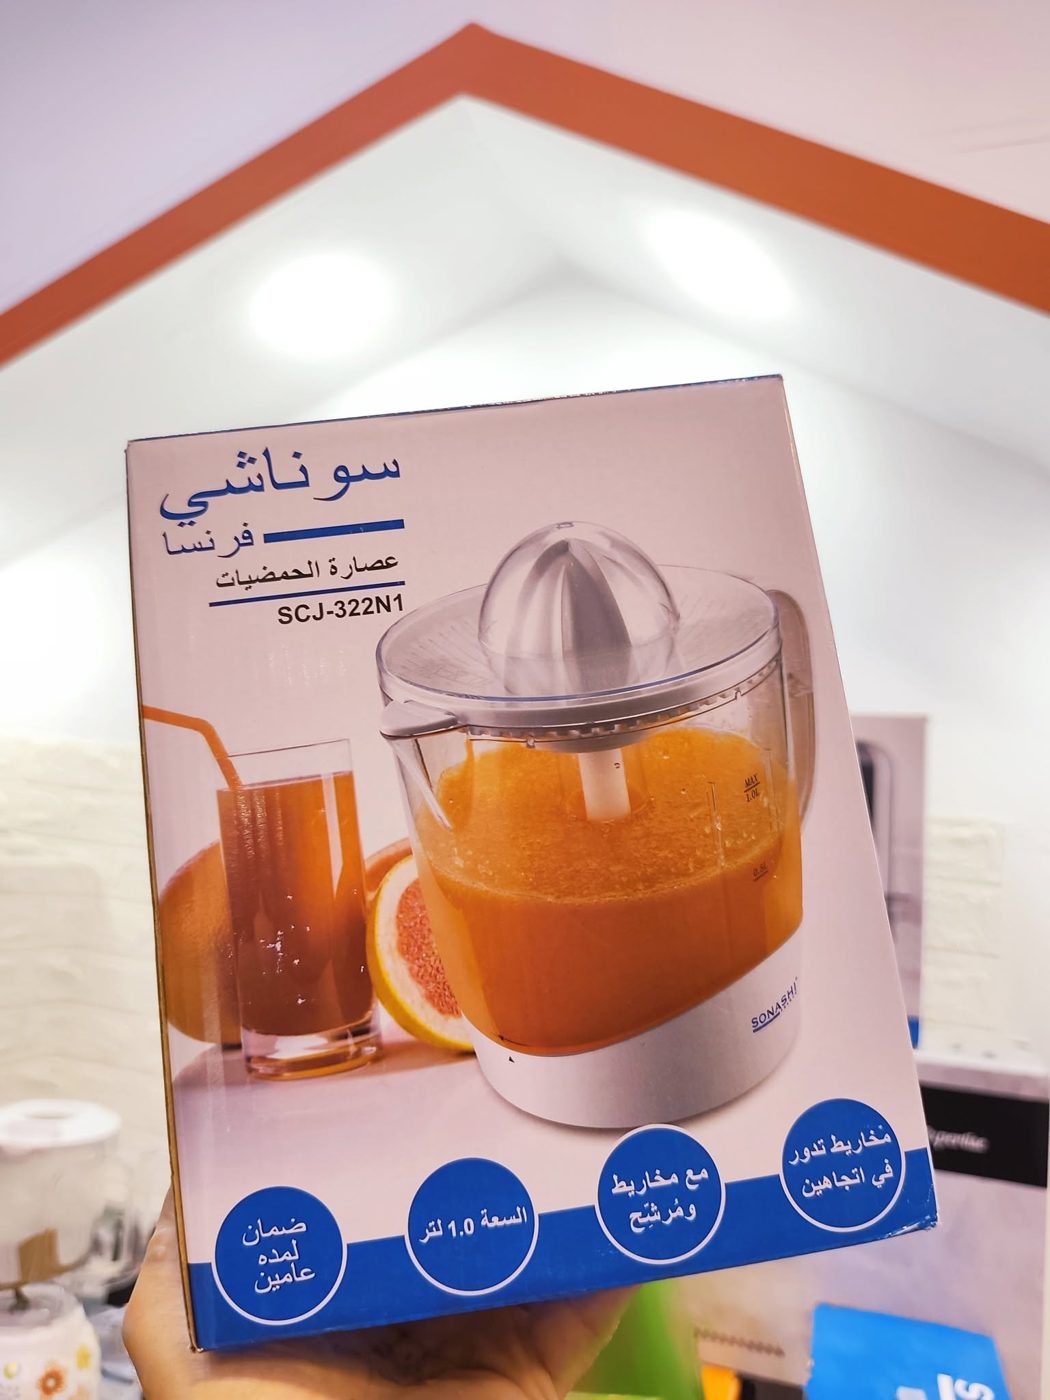 سوناشي
فرنسا
عصارة الحمضيات
SCJ-322N1
MAX
1.0L
SONASHI
مخاريط تدور
في اتجاهين
مع مخاريط
ومُرشِّح
السعة 1.0 لتر
ضمان
لمده
عامين